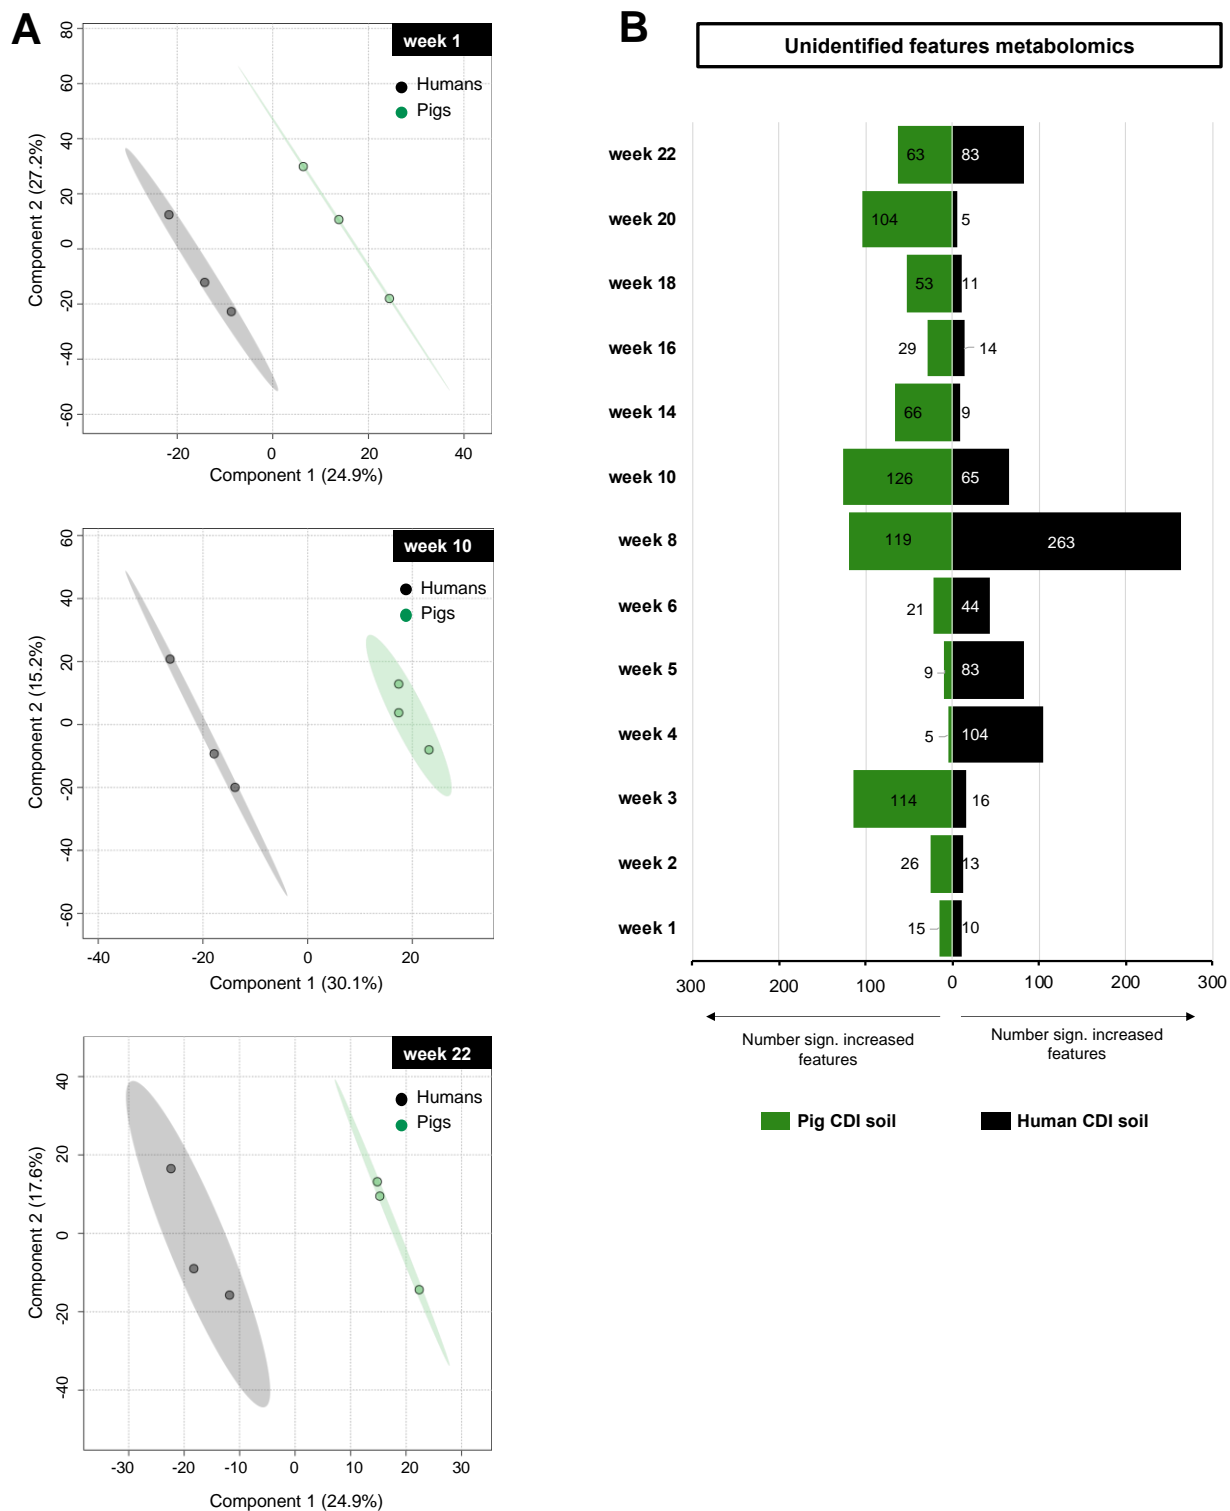 A
week 1
Humans
Pigs
80
60
40
20
0
-20
-40
-60
Component 2 (27.2%)
-20
0
20
40
Component 1 (24.9%)
week 10
Humans
Pigs
60
40
20
0
-20
-40
-60
Component 2 (15.2%)
-40
-20
0
20
Component 1 (30.1%)
week 22
Humans
Pigs
40
20
0
-20
-40
Component 2 (17.6%)
-30
-20
-10
0
10
20
30
Component 1 (24.9%)
B
Unidentified features metabolomics
week 22 63 83
week 20 104 5
week 18 53 11
week 16 29 14
week 14 66 9
week 10 126 65
week 8 119 263
week 6 21 44
week 5 9 83
week 4 5 104
week 3 114 16
week 2 26 13
week 1 15 10
300 200 100 0 100 200 300
Number sign. increased
features
Number sign. increased
features
Pig CDI soil
Human CDI soil